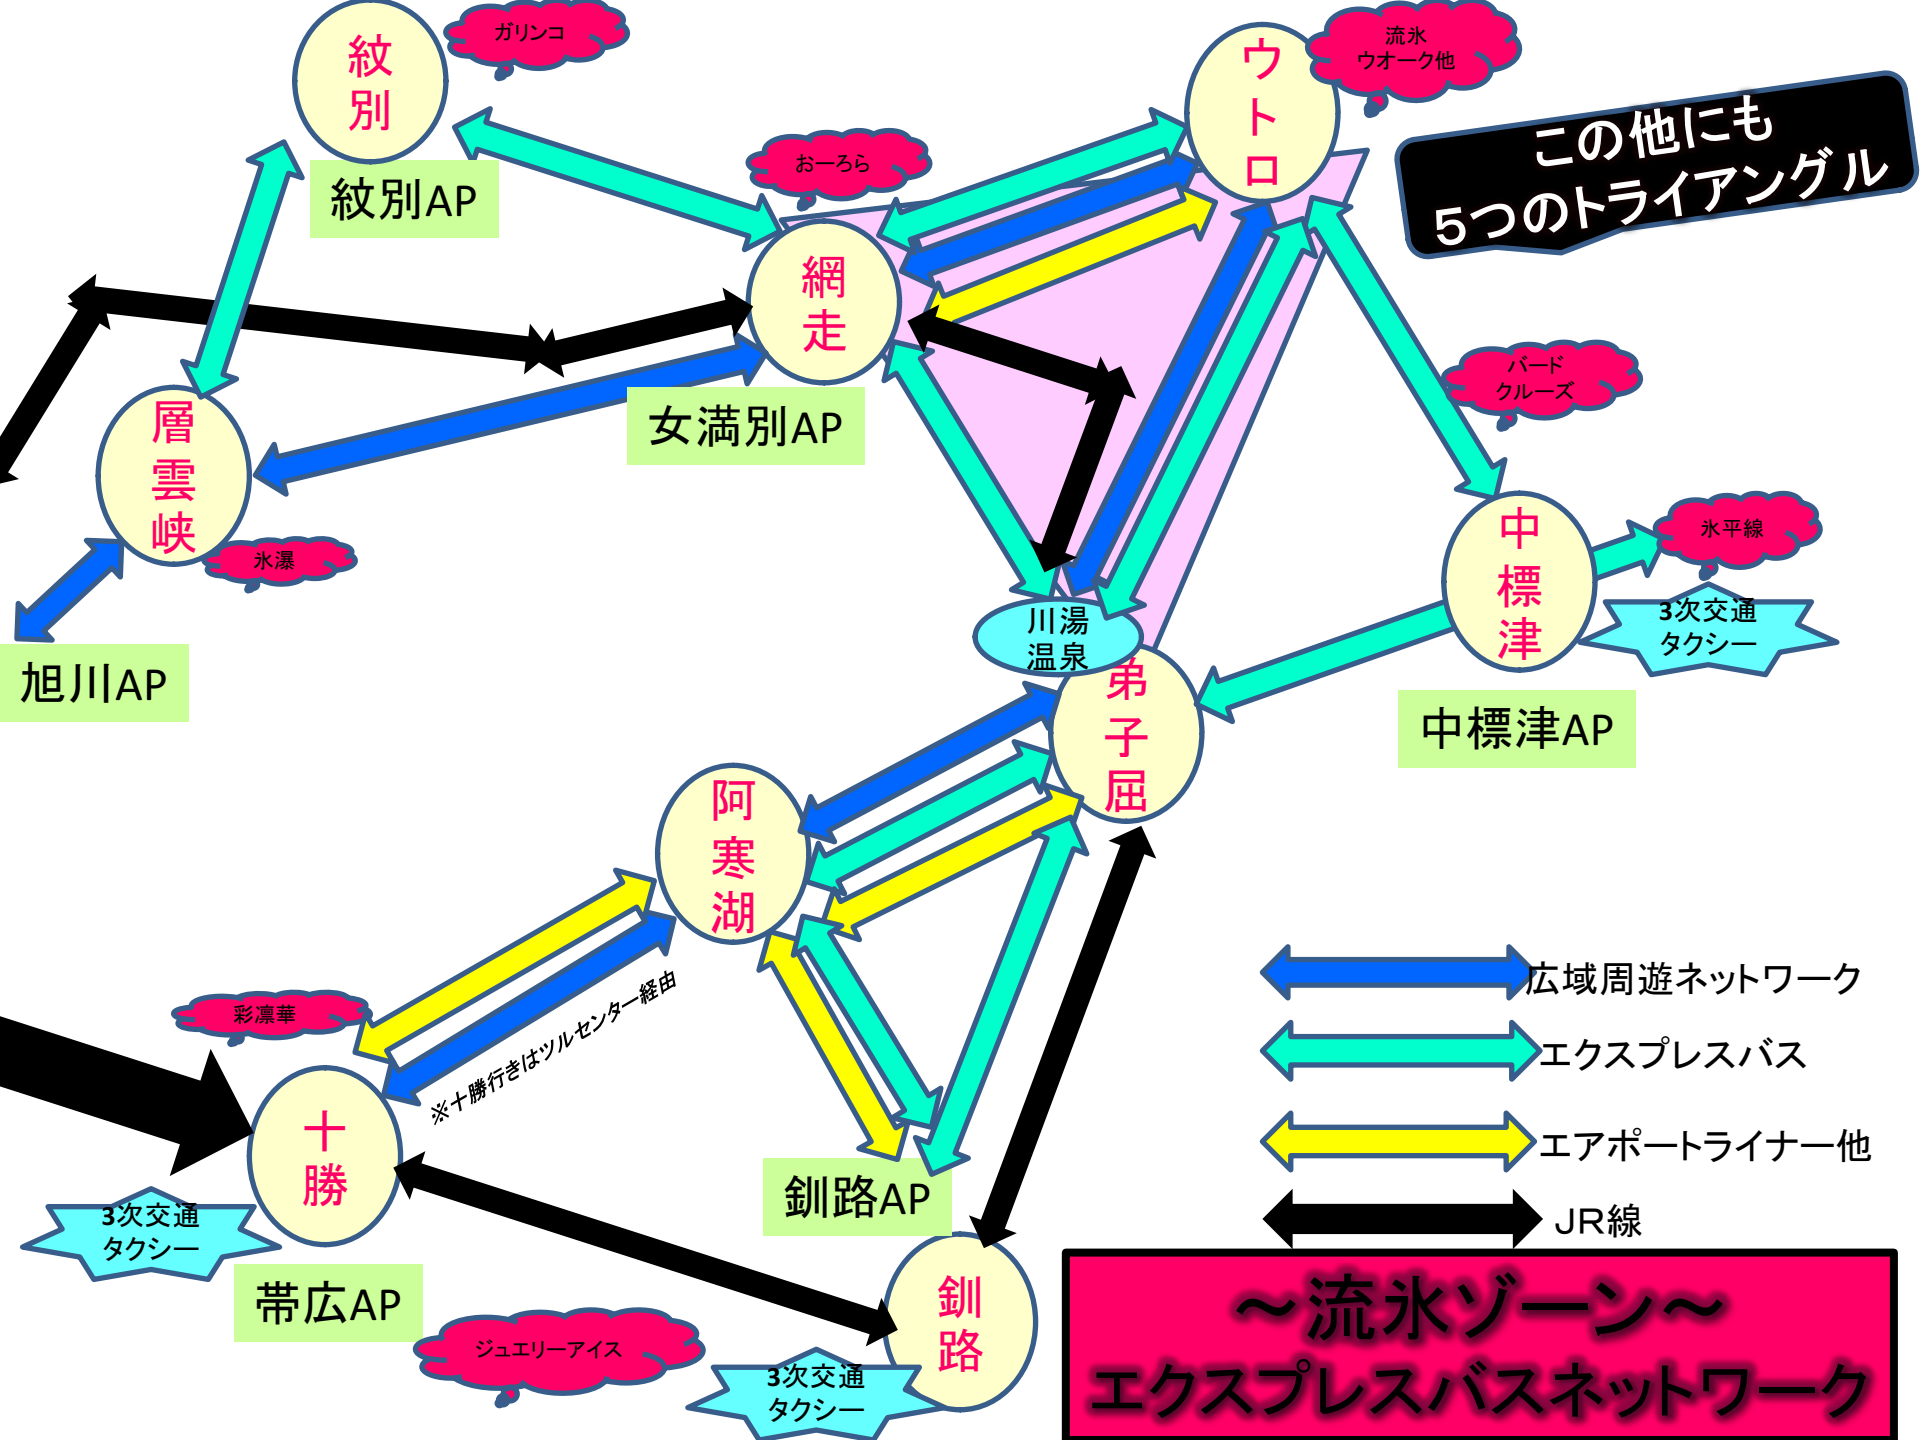 紋別
ガリンコ
紋別AP
おーろら
ウトロ
流氷
ウオーク他
この他にも
５つのトライアングル
網走
女満別AP
層雲峡
氷瀑
旭川AP
バード
クルーズ
中標津
氷平線
3次交通
タクシー
中標津AP
川湯
温泉
弟子屈
阿寒湖
※十勝行きはツルセンター経由
彩凛華
十勝
3次交通
タクシー
帯広AP
釧路AP
ジュエリーアイス
3次交通
タクシー
釧路
広域周遊ネットワーク
エクスプレスバス
エアポートライナー他
ＪＲ線
～流氷ゾーン～
エクスプレスバスネットワーク